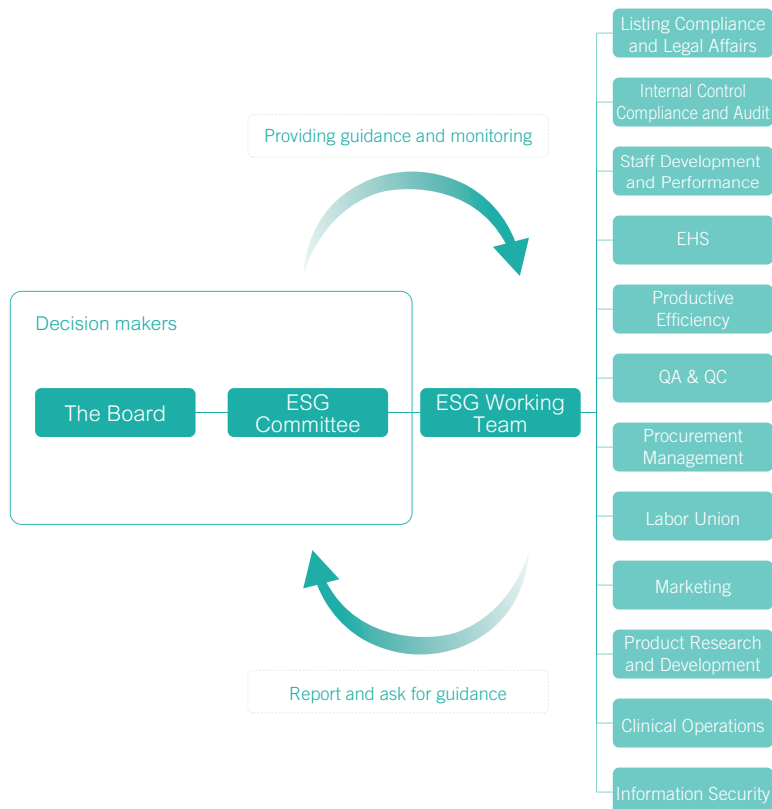 Providing guidance and monitoring
Decision makers
The Board
ESG
Committee
ESG Working
Team
Report and ask for guidance
Listing Compliance
and Legal Affairs
Internal Control
Compliance and Audit
Staff Development
and Performance
EHS
Productive
Efficiency
QA & QC
Procurement
Management
Labor Union
Marketing
Product Research
and Development
Clinical Operations
Information Security